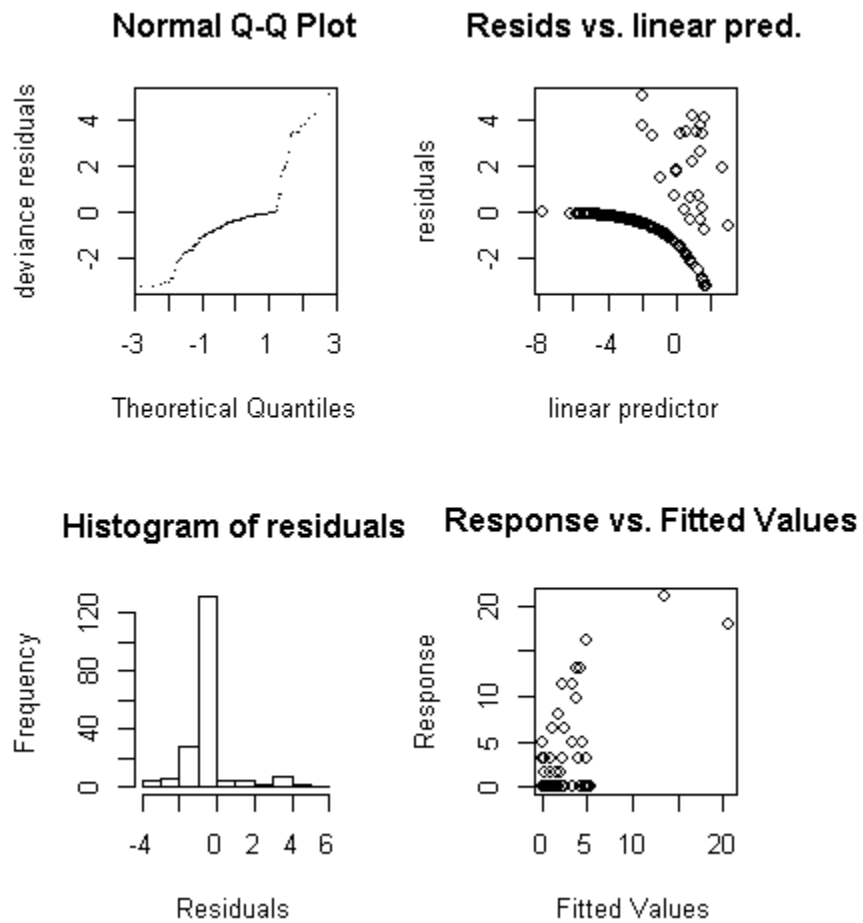 Normal Q-Q Plot
deviance residuals
4
2
0
-2
-3
-1
1
3
Theoretical Quantiles
Resids vs. linear pred.
residuals
4
2
0
-2
-8
-4
0
linear predictor
Histogram of residuals
Frequency
120
80
40
0
-4
0
2
4
6
Residuals
Response vs. Fitted Values
Response
20
10
5
0
0
5
10
20
Fitted Values